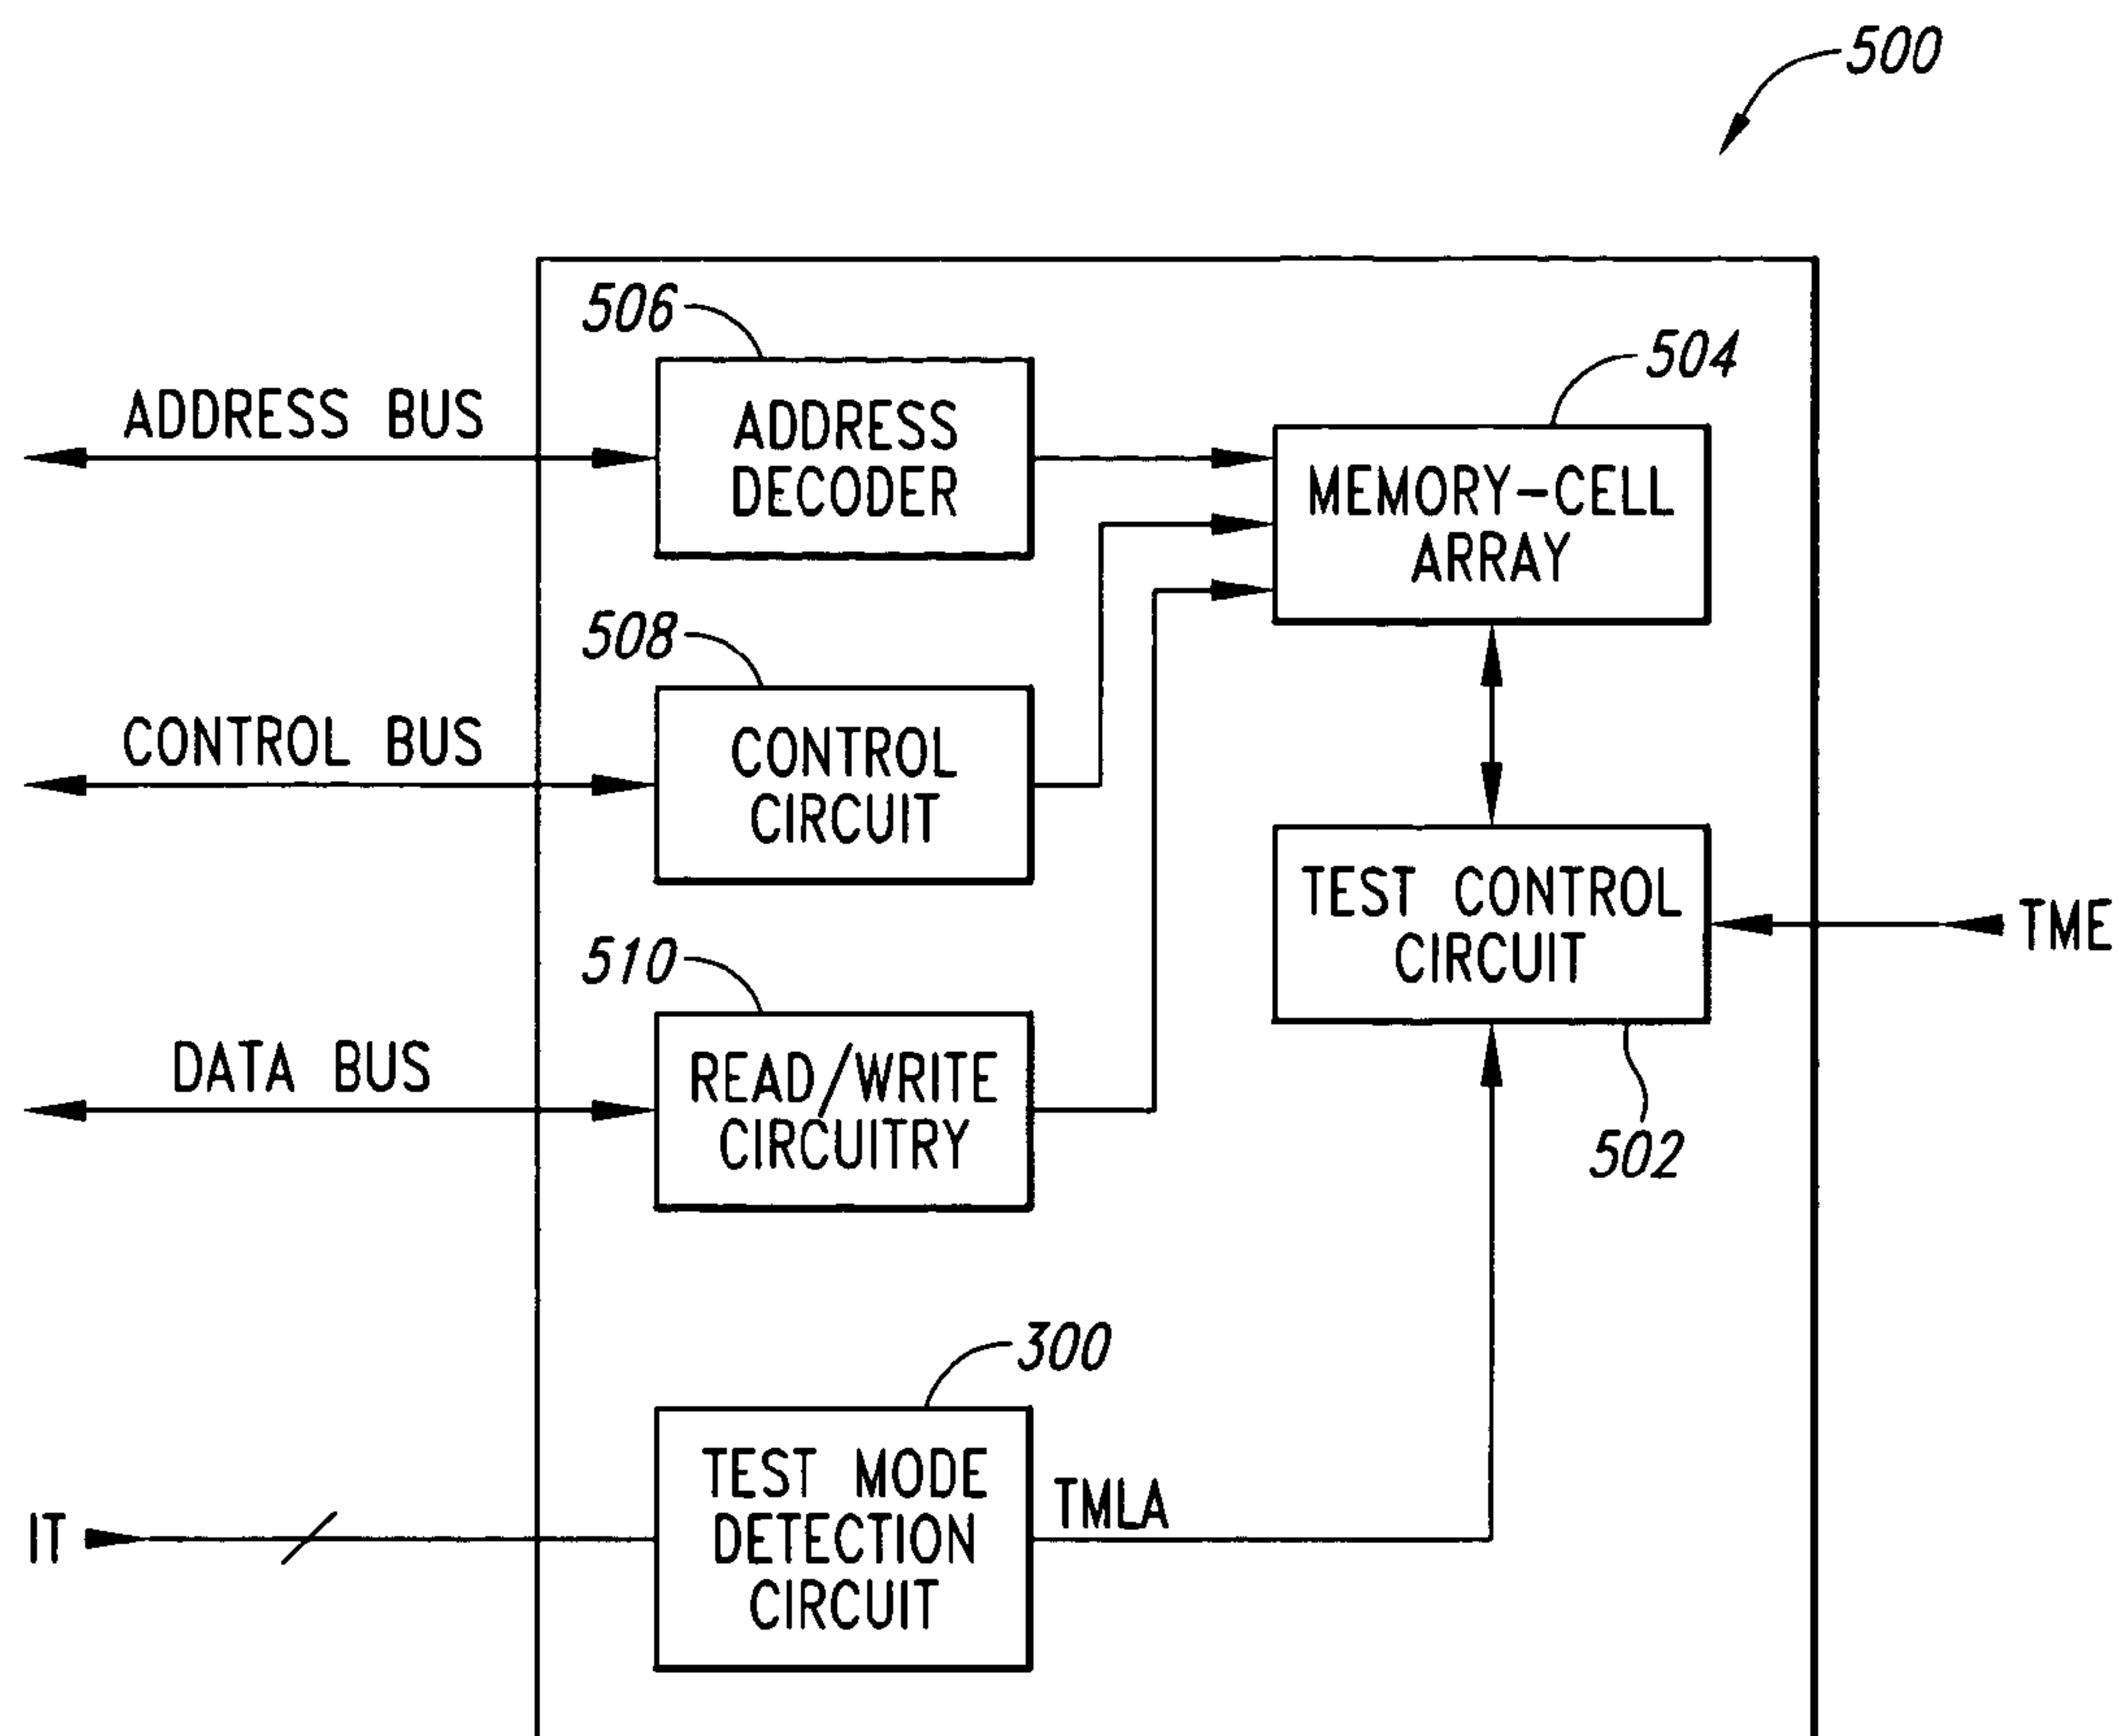 500
506
504
ADDRESS BUS
ADDRESS
DECODER
MEMORY-CELL
ARRAY
508
CONTROL BUS
CONTROL
CIRCUIT
TEST CONTROL
CIRCUIT
TME
510
DATA BUS
READ/WRITE
CIRCUITRY
502
300
IT
TEST MODE
DETECTION
CIRCUIT
TMLA